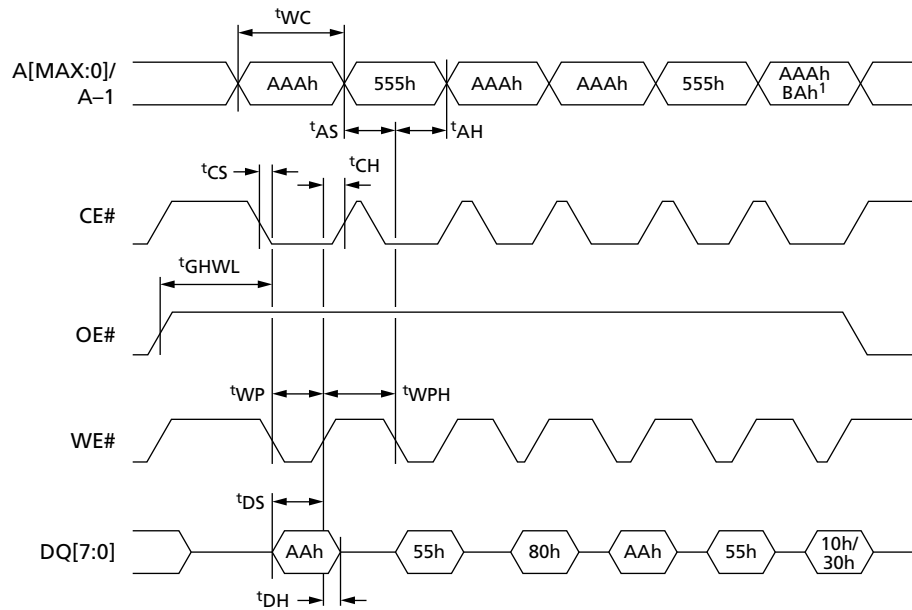 tWC
A[MAX:0]/
A–1
AAAh 555h AAAh AAAh 555h AAAh
BAh1
tAS tAH
tCS tCH
CE#
tGHWL
OE#
tWP tWPH
WE#
tDS
DQ[7:0] AAh 55h 80h AAh 55h 10h/
30h
tDH